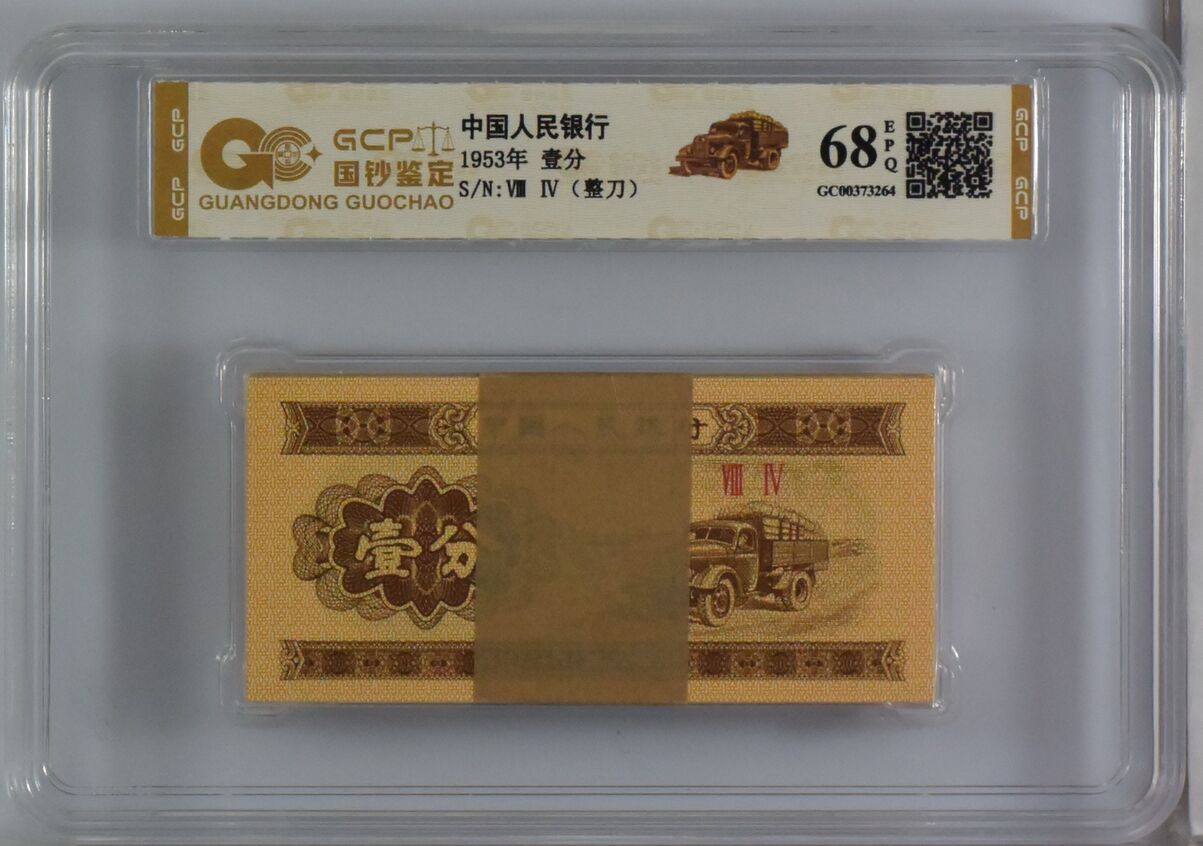 GCP
GCP
GC
GCP
国钞鉴定
GUANGDONG GUOCHAO
中国人民银行
1953年 壹分
S/N:Ⅷ Ⅳ（整刀）
68
EPQ
GC00373264
GCP
GCP
Ⅷ Ⅳ
壹分